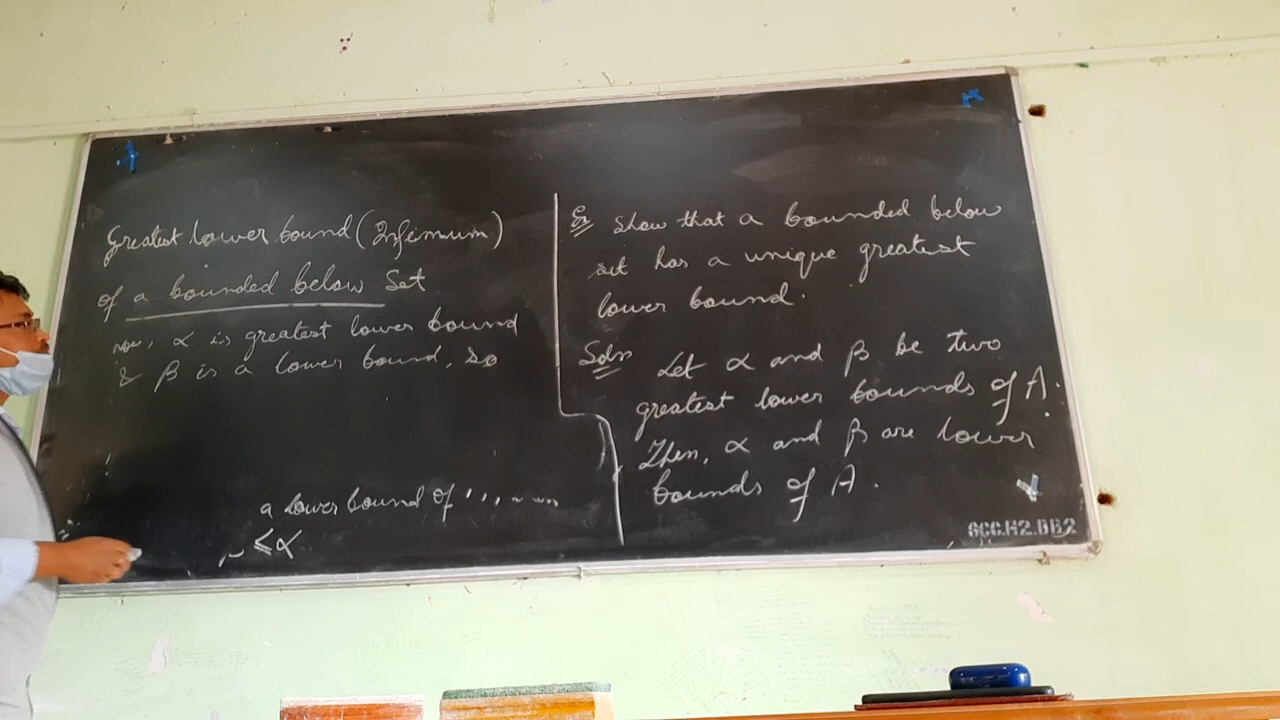 Greatest lower bound (Infimum)
of a bounded below Set
now, α is greatest lower bound
& β is a lower bound, so
a lower bound of
≤ α
Ex Show that a bounded below
set has a unique greatest
lower bound.
Soln
Let α and β be two
greatest lower bounds of A.
Then, α and β are lower
bounds of A.
GCC.H2.BB2